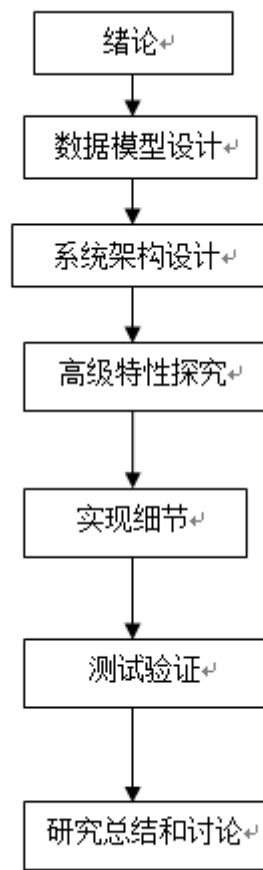 绪论
数据模型设计
系统架构设计
高级特性探究
实现细节
测试验证
研究总结和讨论